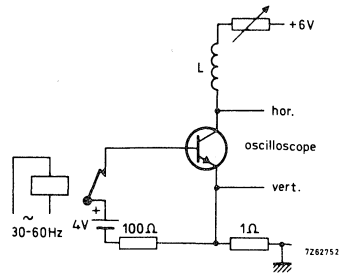 +6V
L
hor.
oscilloscope
vert.
+
4V
100Ω
1Ω
~
30-60Hz
7Z62752